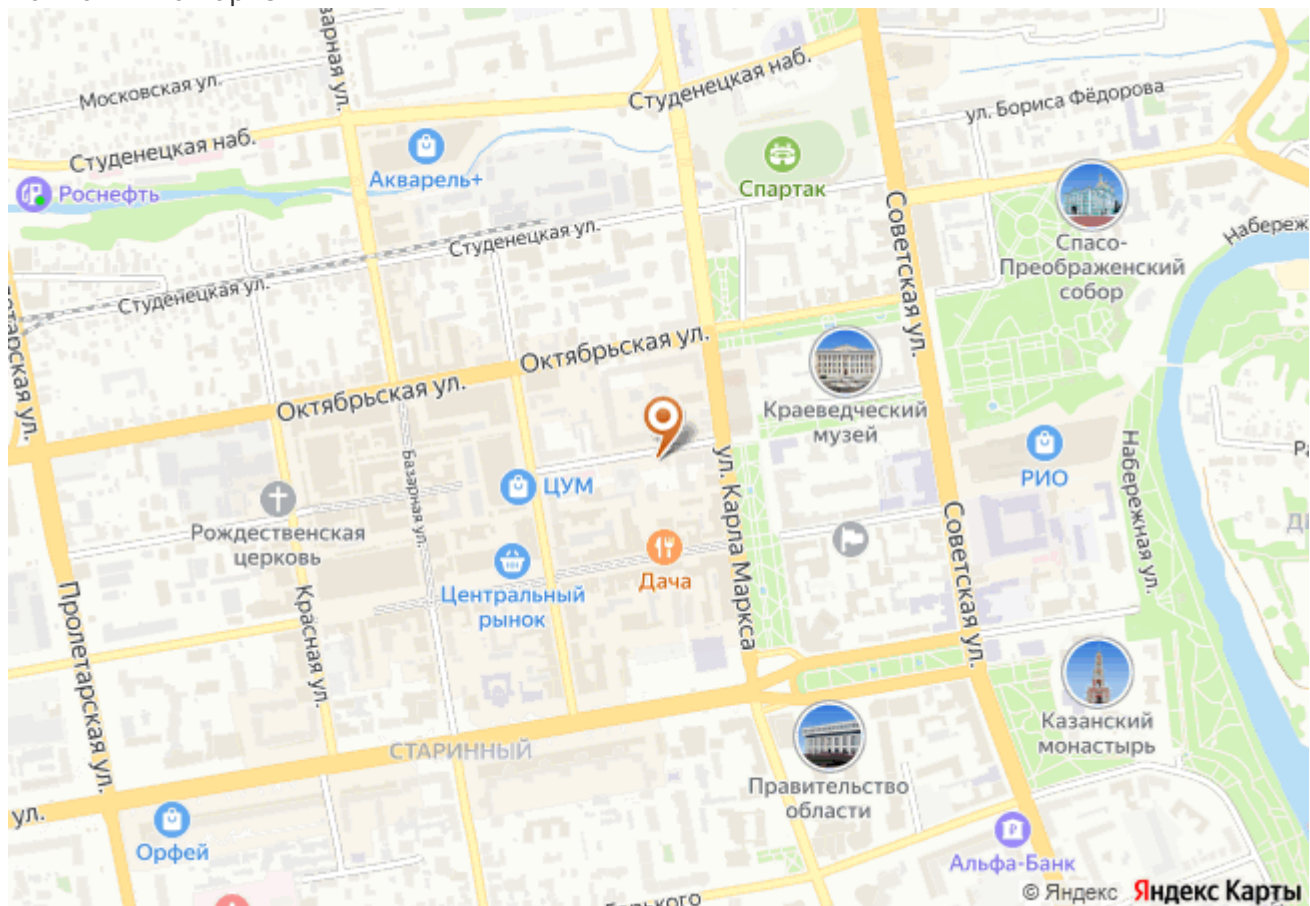 Московская ул.
Студенецкая наб.
Студенецкая наб.
ул. Бориса Фёдорова
Роснефть
Акварель+
Спартак
Студенецкая ул.
Студенецкая ул.
Советская ул.
Спасо-
Преображенский
собор
Октябрьская ул.
Октябрьская ул.
Краеведческий
музей
Базарная ул.
ЦУМ
ул. Карла Маркса
РИО
Набережная ул.
Рождественская
церковь
Центральный
рынок
Дача
Советская ул.
Пролетарская ул.
Красная ул.
СТАРИННЫЙ
Казанский
монастырь
Правительство
области
ул.
Орфей
Альфа-Банк
© Яндекс Яндекс Карты